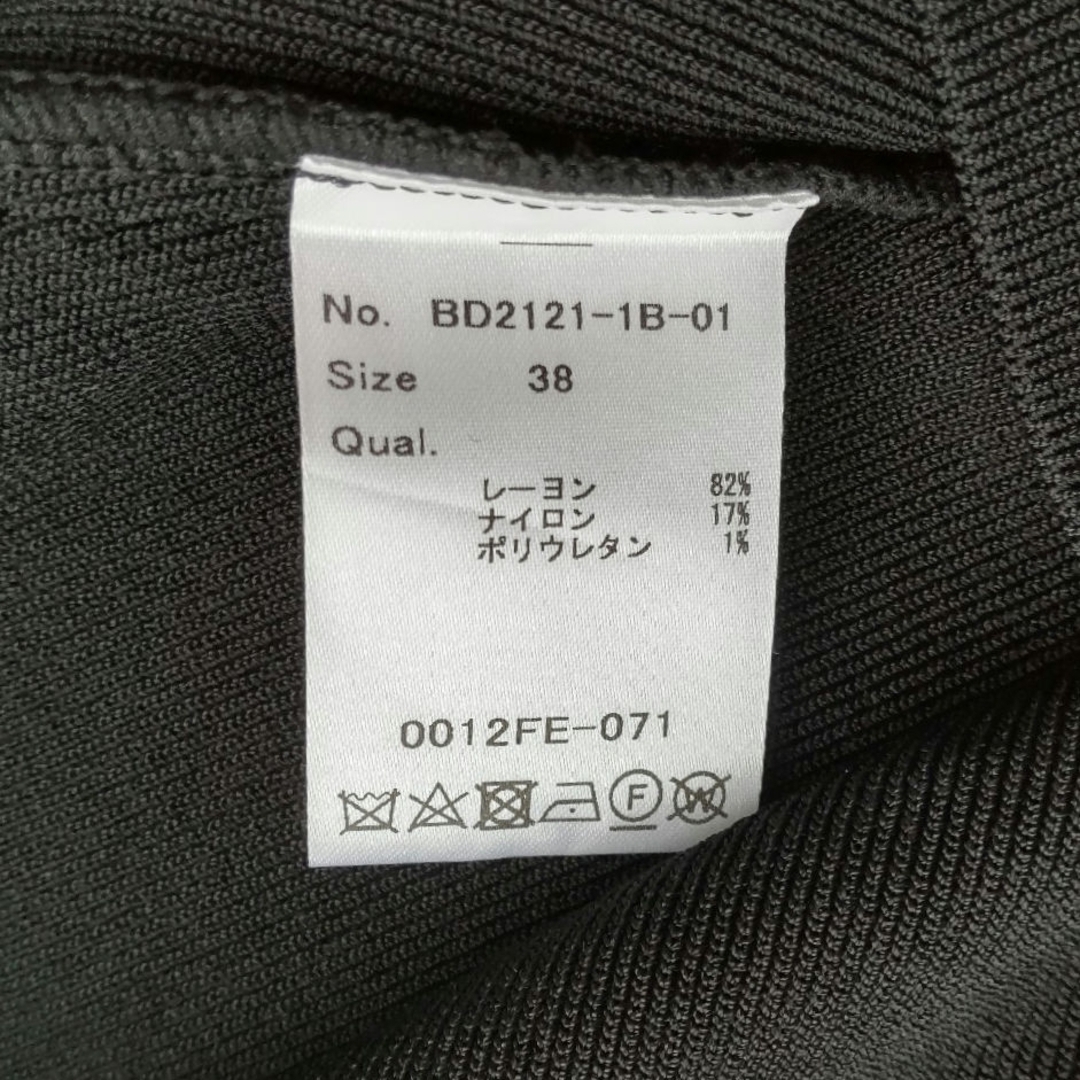 No. BD2121-1B-01
Size 38
Qual.
レーヨン 82%
ナイロン 17%
ポリウレタン 1%
0012FE-071
F W